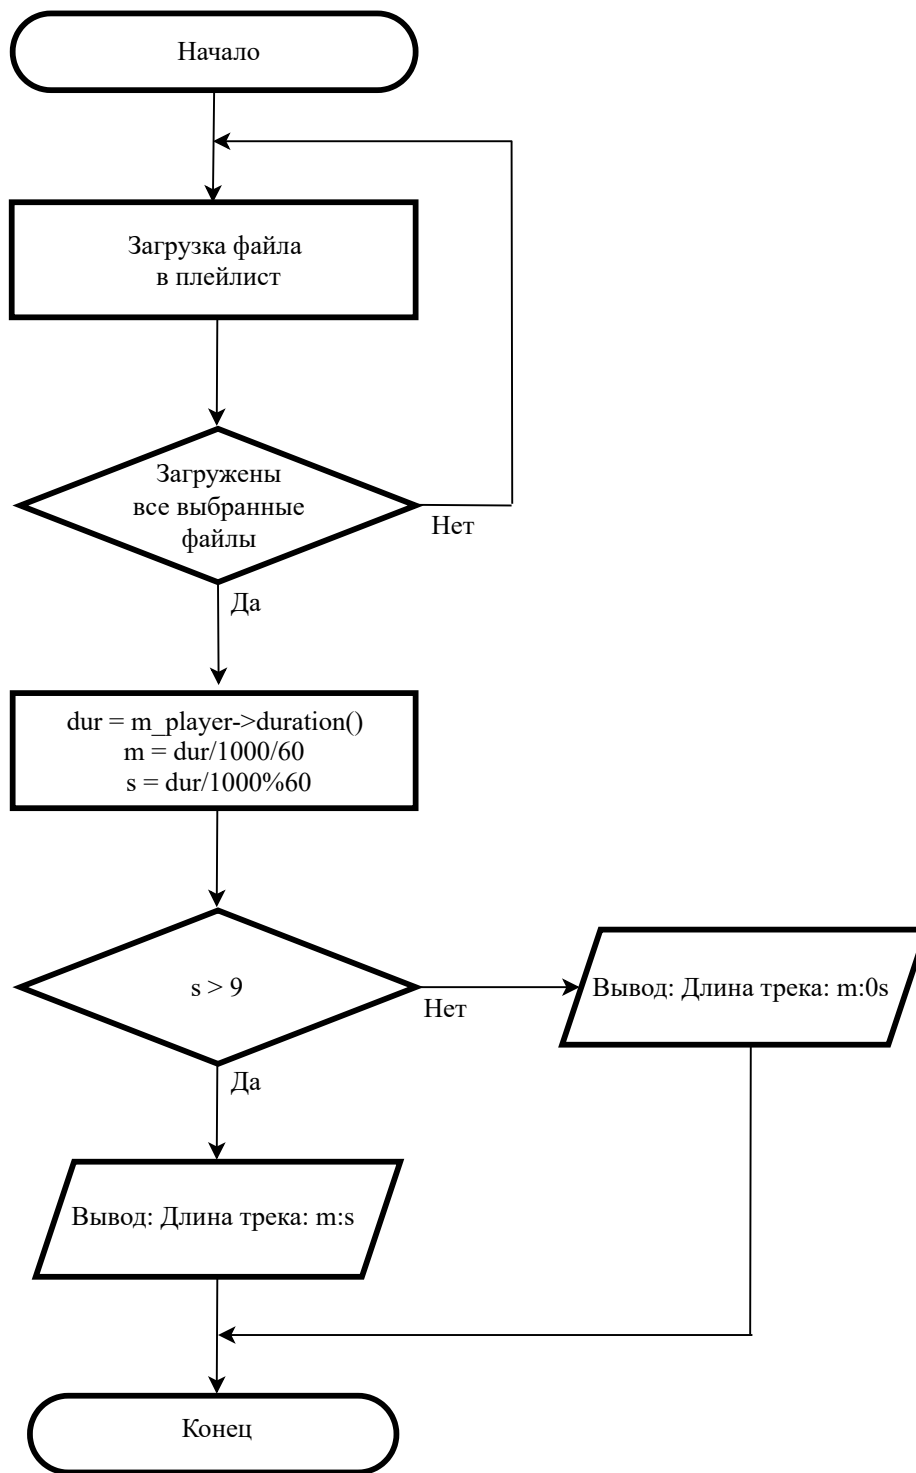 Начало
Загрузка файла
в плейлист
Загружены
все выбранные
файлы
Нет
Да
dur = m_player->duration()
m = dur/1000/60
s = dur/1000%60
s > 9
Нет
Вывод: Длина трека: m:0s
Да
Вывод: Длина трека: m:s
Конец